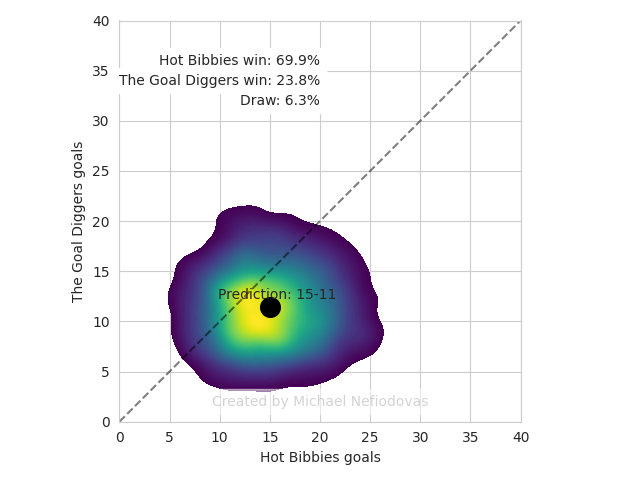 40
35
30
25
20
15
10
5
0
The Goal Diggers goals
Hot Bibbies win: 69.9%
The Goal Diggers win: 23.8%
Draw: 6.3%
Prediction: 15-11
Created by Michael Nefiodovas
0 5 10 15 20 25 30 35 40
Hot Bibbies goals